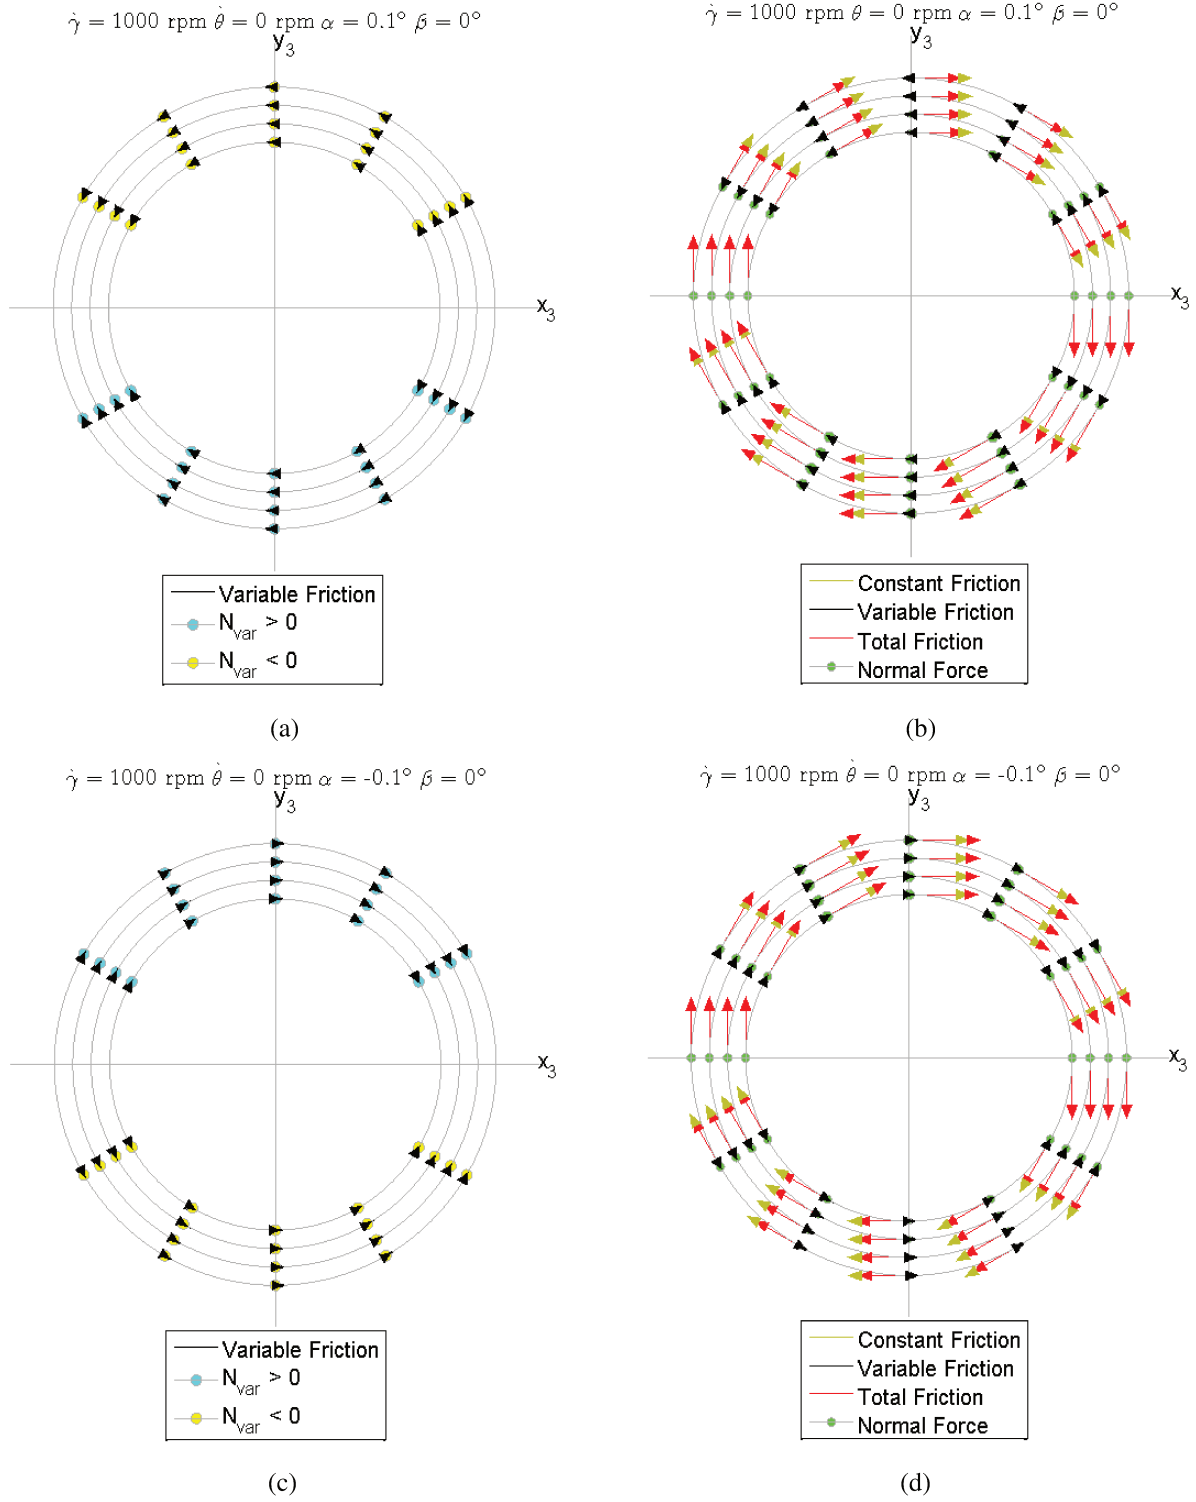 γ̇ = 1000 rpm θ̇ = 0 rpm α = 0.1° β = 0°
y3
x3
Variable Friction
Nvar > 0
Nvar < 0
(a)
γ̇ = 1000 rpm θ̇ = 0 rpm α = 0.1° β = 0°
y3
x3
Constant Friction
Variable Friction
Total Friction
Normal Force
(b)
γ̇ = 1000 rpm θ̇ = 0 rpm α = -0.1° β = 0°
y3
x3
Variable Friction
Nvar > 0
Nvar < 0
(c)
γ̇ = 1000 rpm θ̇ = 0 rpm α = -0.1° β = 0°
y3
x3
Constant Friction
Variable Friction
Total Friction
Normal Force
(d)